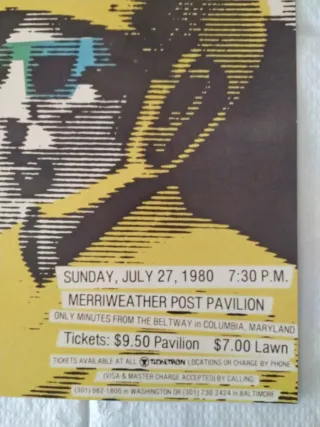 SUNDAY, JULY 27, 1980 7:30 P.M.
MERRIWEATHER POST PAVILION
ONLY MINUTES FROM THE BELTWAY in COLUMBIA, MARYLAND
Tickets: $9.50 Pavilion $7.00 Lawn
TICKETS AVAILABLE AT ALL TICKETRON LOCATIONS OR CHARGE BY PHONE
(VISA & MASTER CHARGE ACCEPTED) BY CALLING
(301) 982-1800 in WASHINGTON OR (301) 730 2424 in BALTIMORE